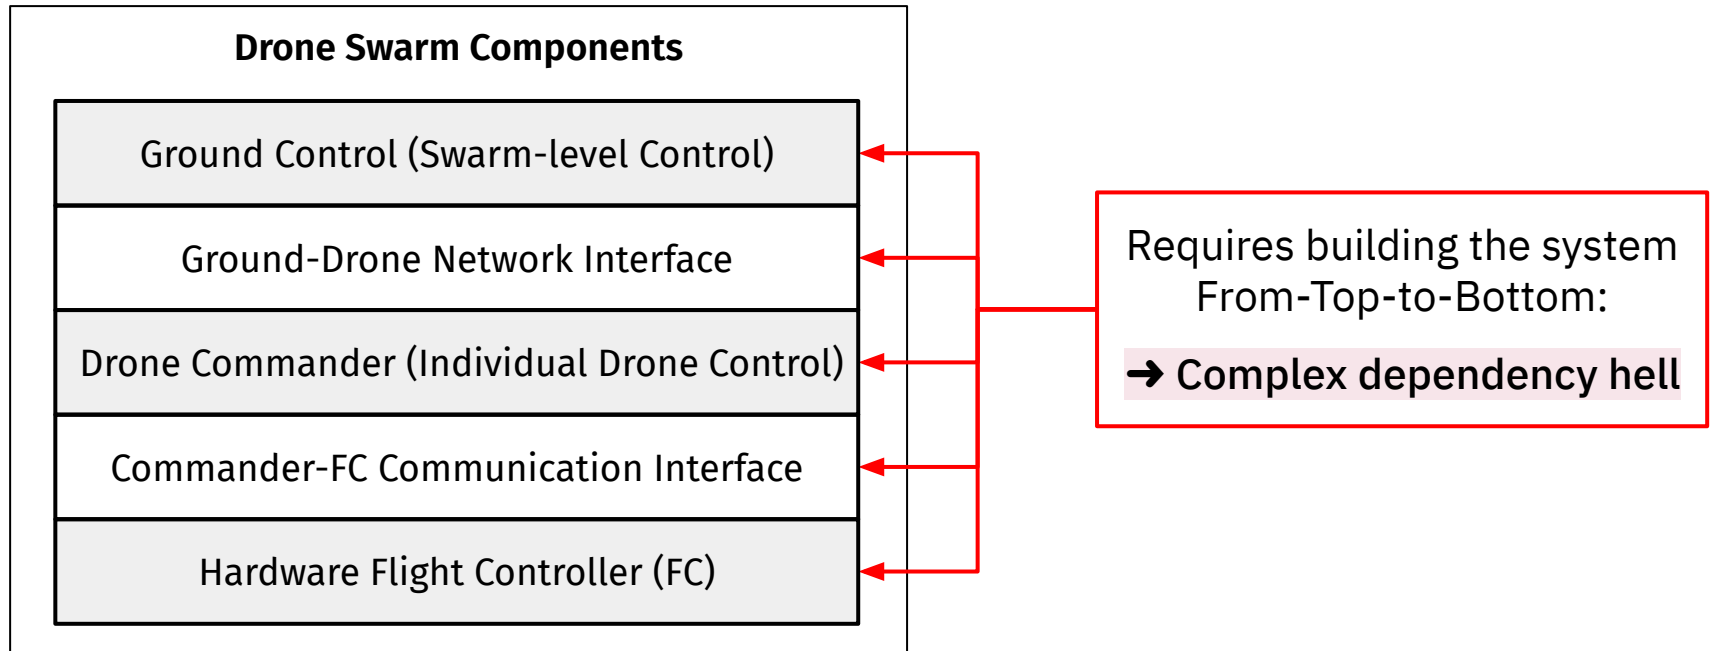 Drone Swarm Components
Ground Control (Swarm-level Control)
Ground-Drone Network Interface
Drone Commander (Individual Drone Control)
Commander-FC Communication Interface
Hardware Flight Controller (FC)
Requires building the system
From-Top-to-Bottom:
➜ Complex dependency hell